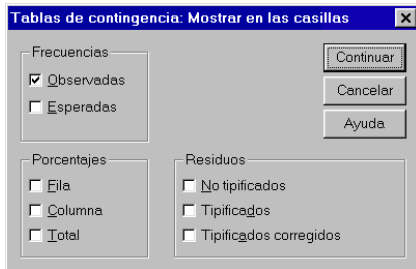 Tablas de contingencia: Mostrar en las casillas
Frecuencias
Observadas
Esperadas
Continuar
Cancelar
Ayuda
Porcentajes
Fila
Columna
Total
Residuos
No tipificados
Tipificados
Tipificados corregidos